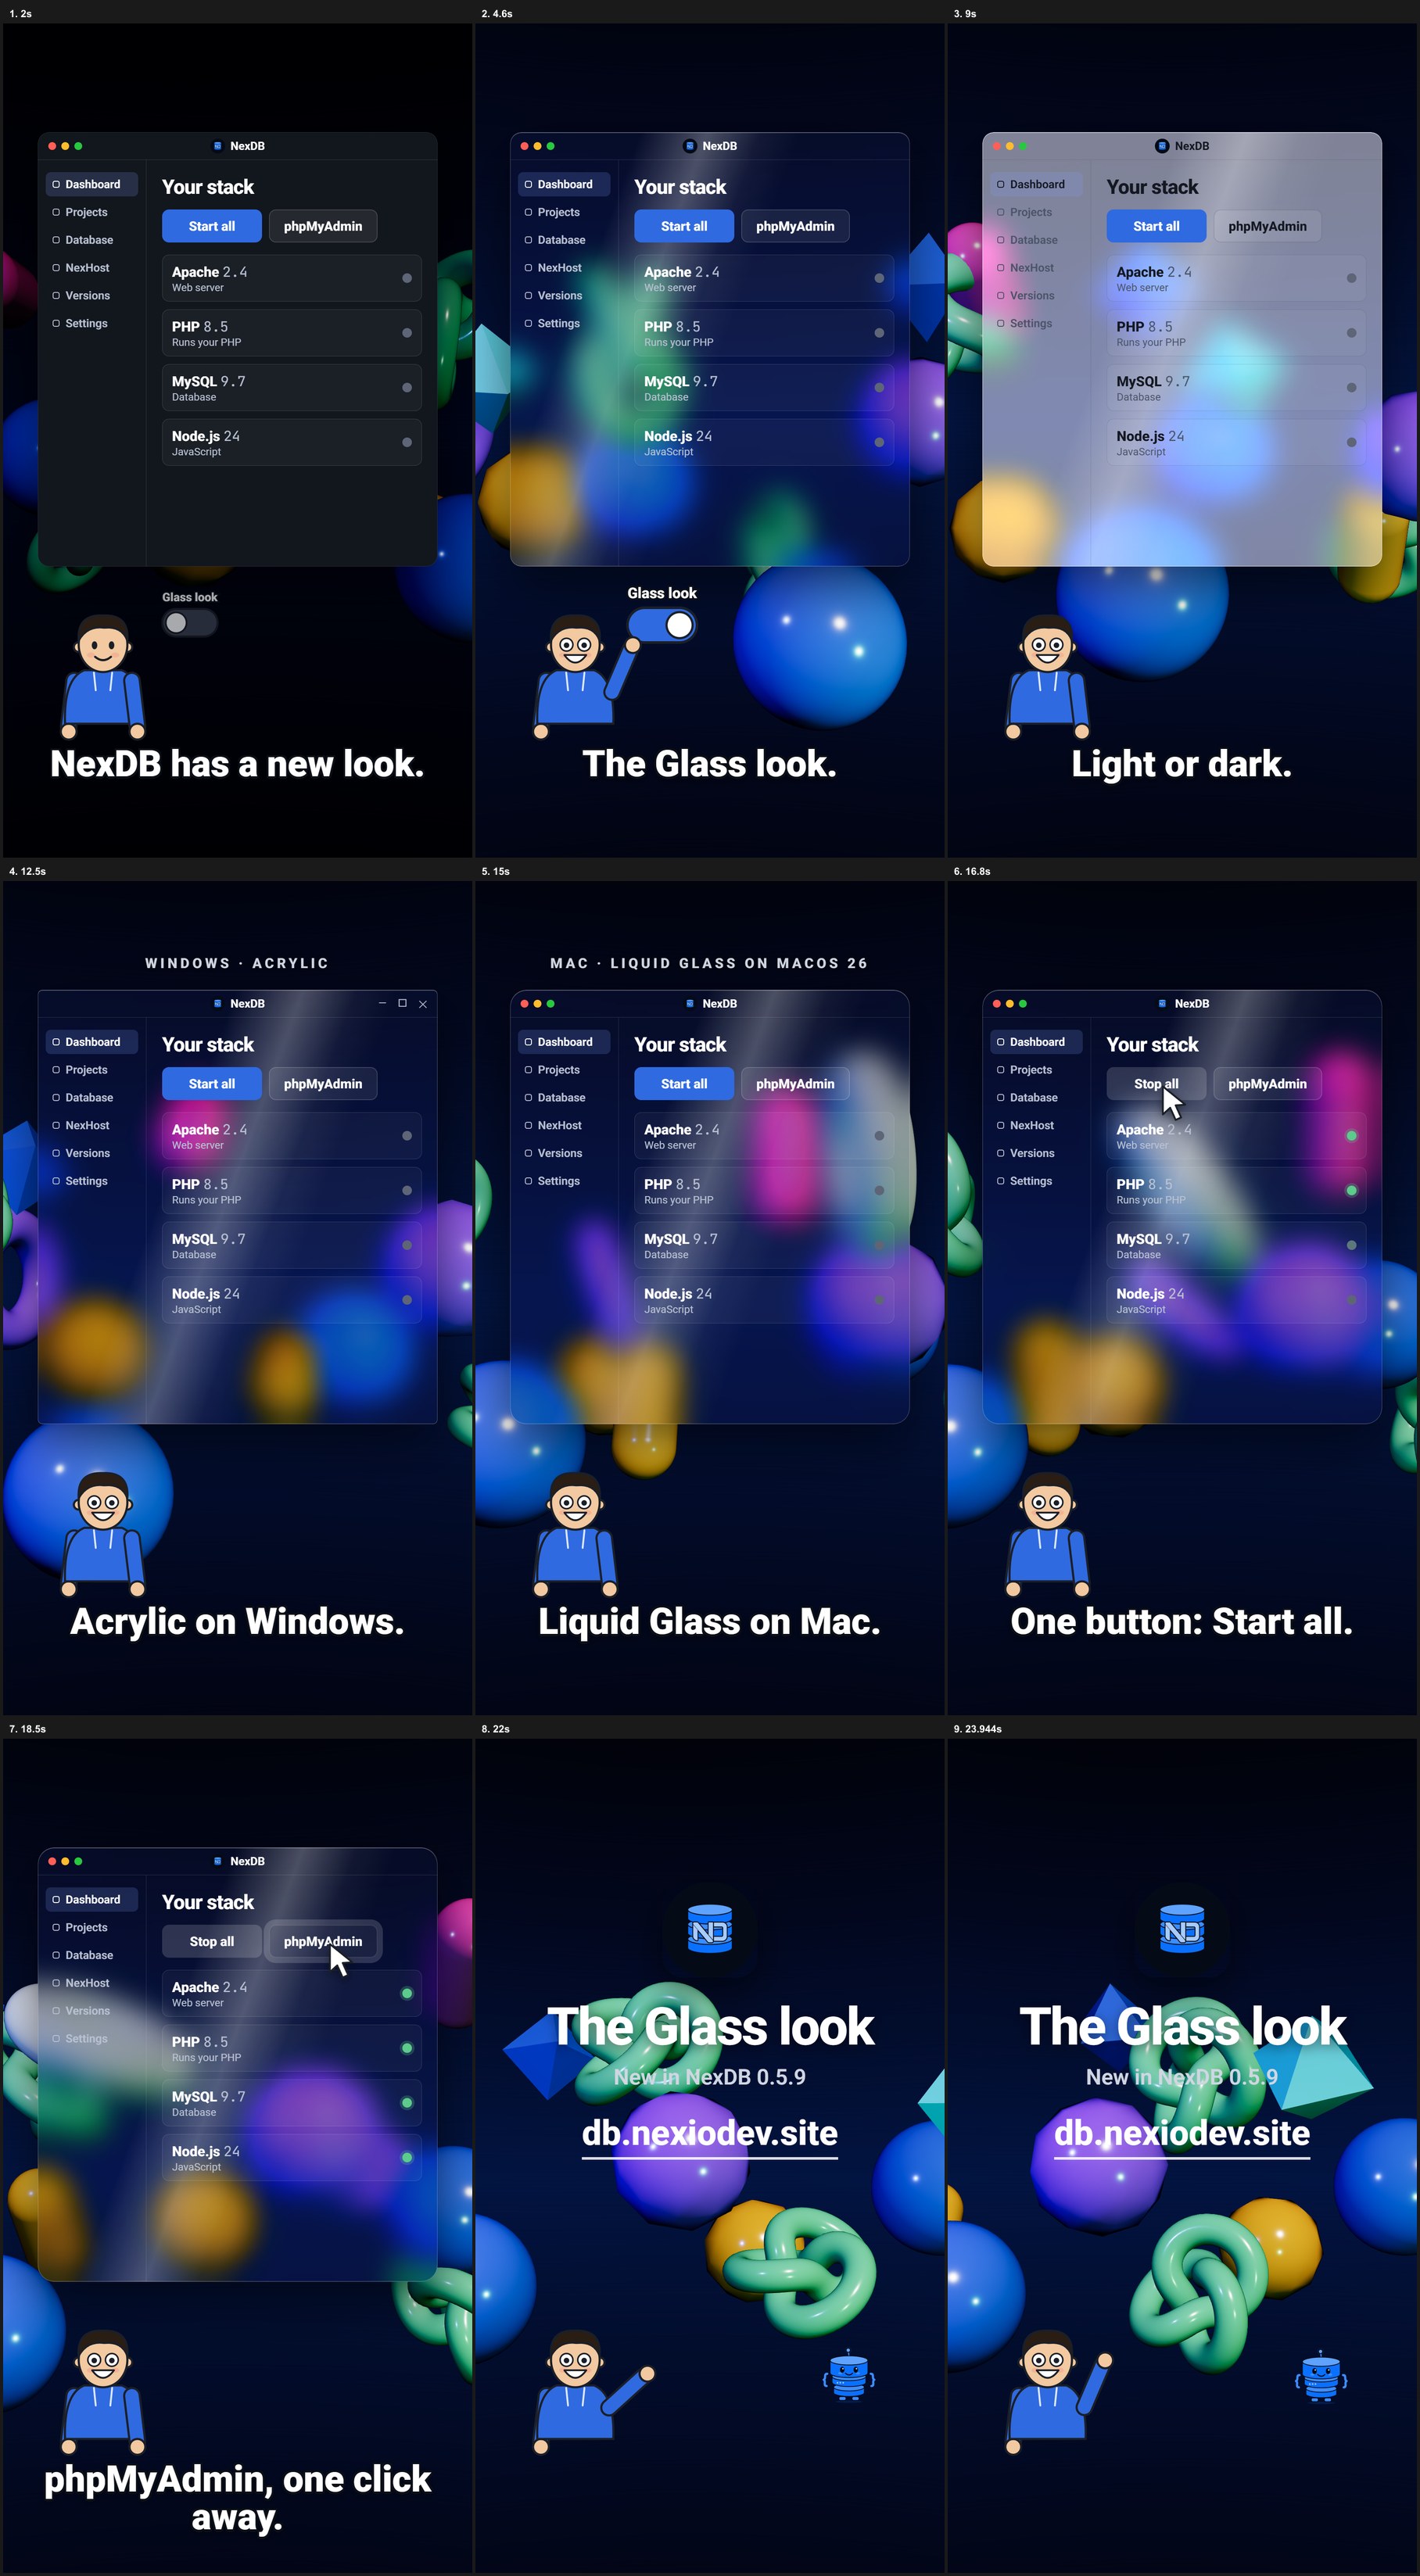 1. 2s
NexDB
Dashboard
Projects
Database
NexHost
Versions
Settings
Your stack
Start all
phpMyAdmin
Apache 2.4
Web server
PHP 8.5
Runs your PHP
MySQL 9.7
Database
Node.js 24
JavaScript
Glass look
NexDB has a new look.
2. 4.6s
NexDB
Dashboard
Projects
Database
NexHost
Versions
Settings
Your stack
Start all
phpMyAdmin
Apache 2.4
Web server
PHP 8.5
Runs your PHP
MySQL 9.7
Database
Node.js 24
JavaScript
Glass look
The Glass look.
3. 9s
NexDB
Dashboard
Projects
Database
NexHost
Versions
Settings
Your stack
Start all
phpMyAdmin
Apache 2.4
Web server
PHP 8.5
Runs your PHP
MySQL 9.7
Database
Node.js 24
JavaScript
Light or dark.
4. 12.5s
WINDOWS · ACRYLIC
NexDB
Dashboard
Projects
Database
NexHost
Versions
Settings
Your stack
Start all
phpMyAdmin
Apache 2.4
Web server
PHP 8.5
Runs your PHP
MySQL 9.7
Database
Node.js 24
JavaScript
Acrylic on Windows.
5. 15s
MAC · LIQUID GLASS ON MACOS 26
NexDB
Dashboard
Projects
Database
NexHost
Versions
Settings
Your stack
Start all
phpMyAdmin
Apache 2.4
Web server
PHP 8.5
Runs your PHP
MySQL 9.7
Database
Node.js 24
JavaScript
Liquid Glass on Mac.
6. 16.8s
NexDB
Dashboard
Projects
Database
NexHost
Versions
Settings
Your stack
Stop all
phpMyAdmin
Apache 2.4
Web server
PHP 8.5
Runs your PHP
MySQL 9.7
Database
Node.js 24
JavaScript
One button: Start all.
7. 18.5s
NexDB
Dashboard
Projects
Database
NexHost
Versions
Settings
Your stack
Stop all
phpMyAdmin
Apache 2.4
Web server
PHP 8.5
Runs your PHP
MySQL 9.7
Database
Node.js 24
JavaScript
phpMyAdmin, one click
away.
8. 22s
ND
The Glass look
New in NexDB 0.5.9
db.nexiodev.site
9. 23.944s
ND
The Glass look
New in NexDB 0.5.9
db.nexiodev.site